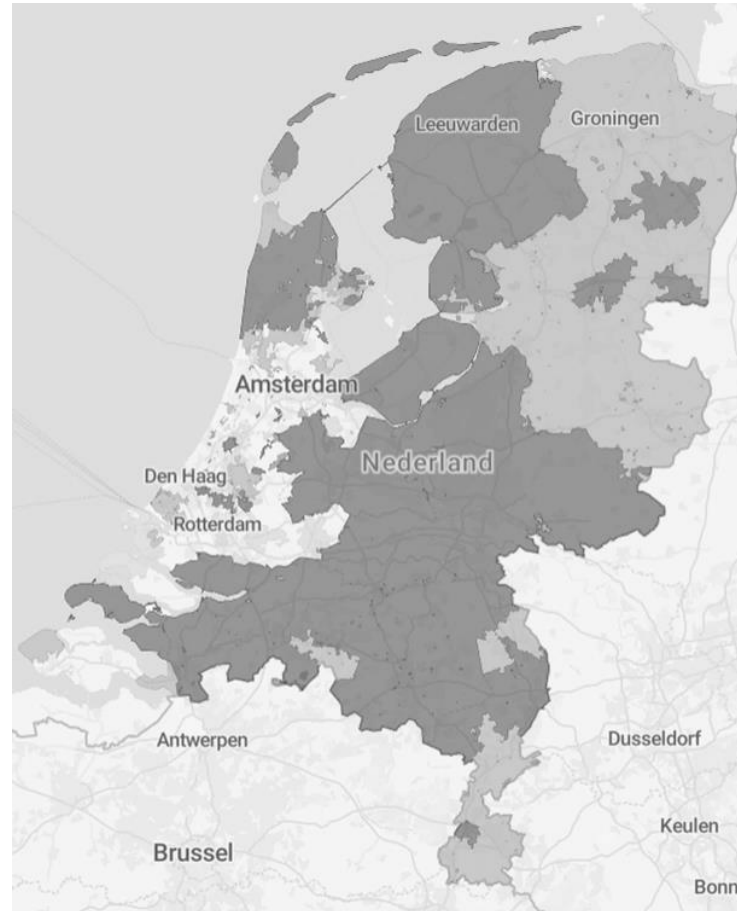 Leeuwarden
Groningen
Amsterdam
Den Haag
Nederland
Rotterdam
Antwerpen
Dusseldorf
Keulen
Brussel
Bonn